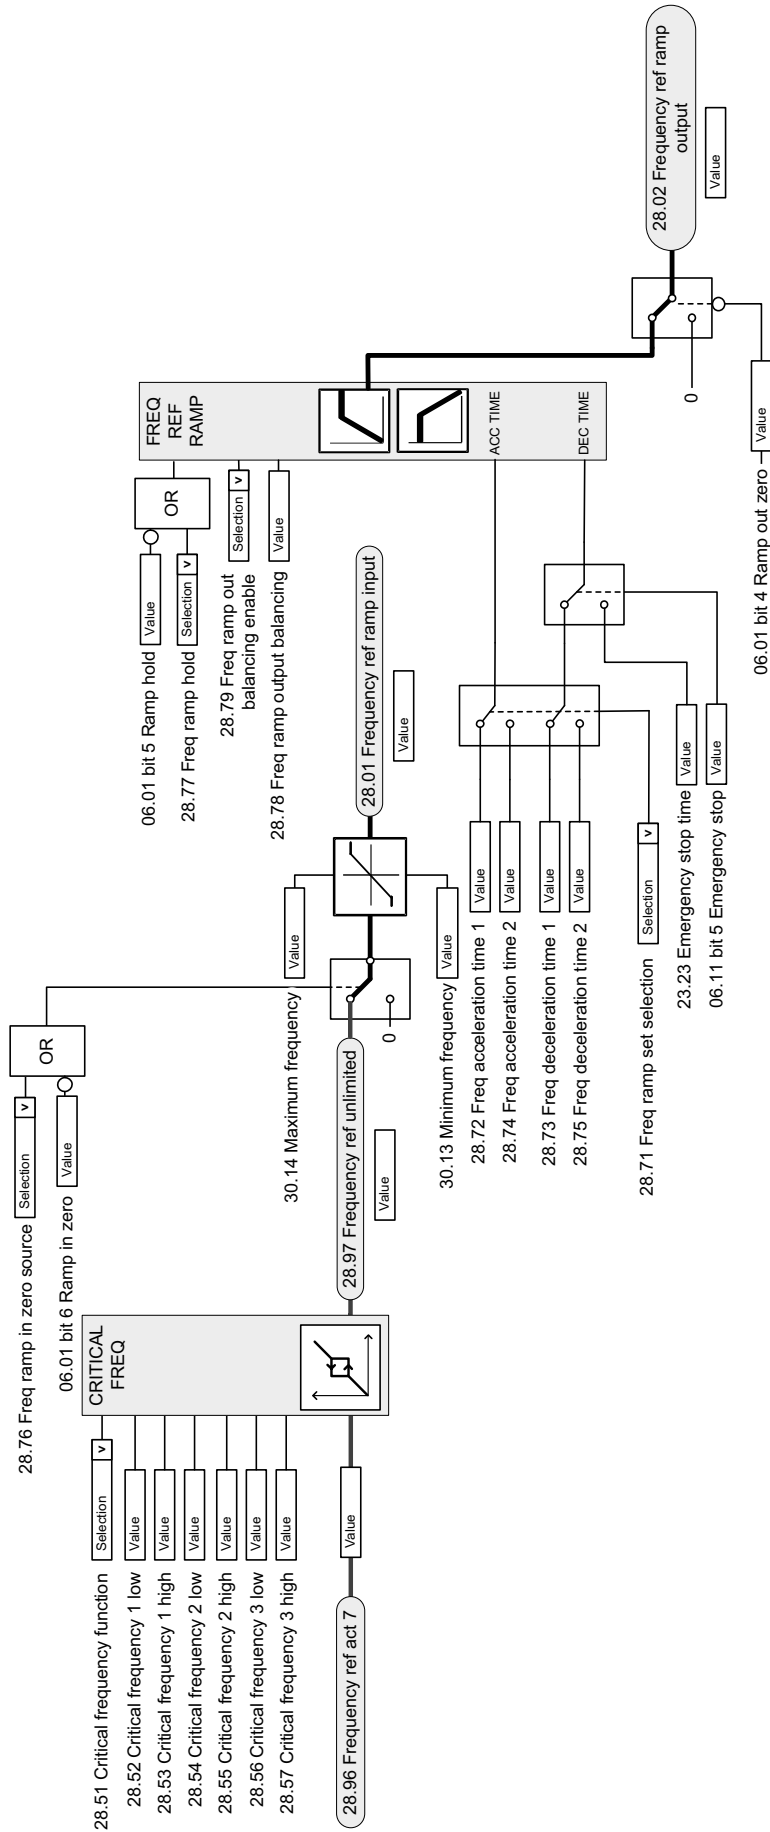 28.76 Freq ramp in zero source
Selection
v
06.01 bit 6 Ramp in zero
Value
OR
28.51 Critical frequency function
Selection
v
28.52 Critical frequency 1 low
Value
28.53 Critical frequency 1 high
Value
28.54 Critical frequency 2 low
Value
28.55 Critical frequency 2 high
Value
28.56 Critical frequency 3 low
Value
28.57 Critical frequency 3 high
Value
CRITICAL
FREQ
28.96 Frequency ref act 7
Value
28.97 Frequency ref unlimited
Value
0
30.14 Maximum frequency
Value
30.13 Minimum frequency
Value
28.01 Frequency ref ramp input
Value
06.01 bit 5 Ramp hold
Value
28.77 Freq ramp hold
Selection
v
OR
28.79 Freq ramp out
balancing enable
Selection
v
28.78 Freq ramp output balancing
Value
FREQ
REF
RAMP
ACC TIME
DEC TIME
28.72 Freq acceleration time 1
Value
28.74 Freq acceleration time 2
Value
28.73 Freq deceleration time 1
Value
28.75 Freq deceleration time 2
Value
28.71 Freq ramp set selection
Selection
v
23.23 Emergency stop time
Value
06.11 bit 5 Emergency stop
Value
0
06.01 bit 4 Ramp out zero
Value
28.02 Frequency ref ramp
output
Value